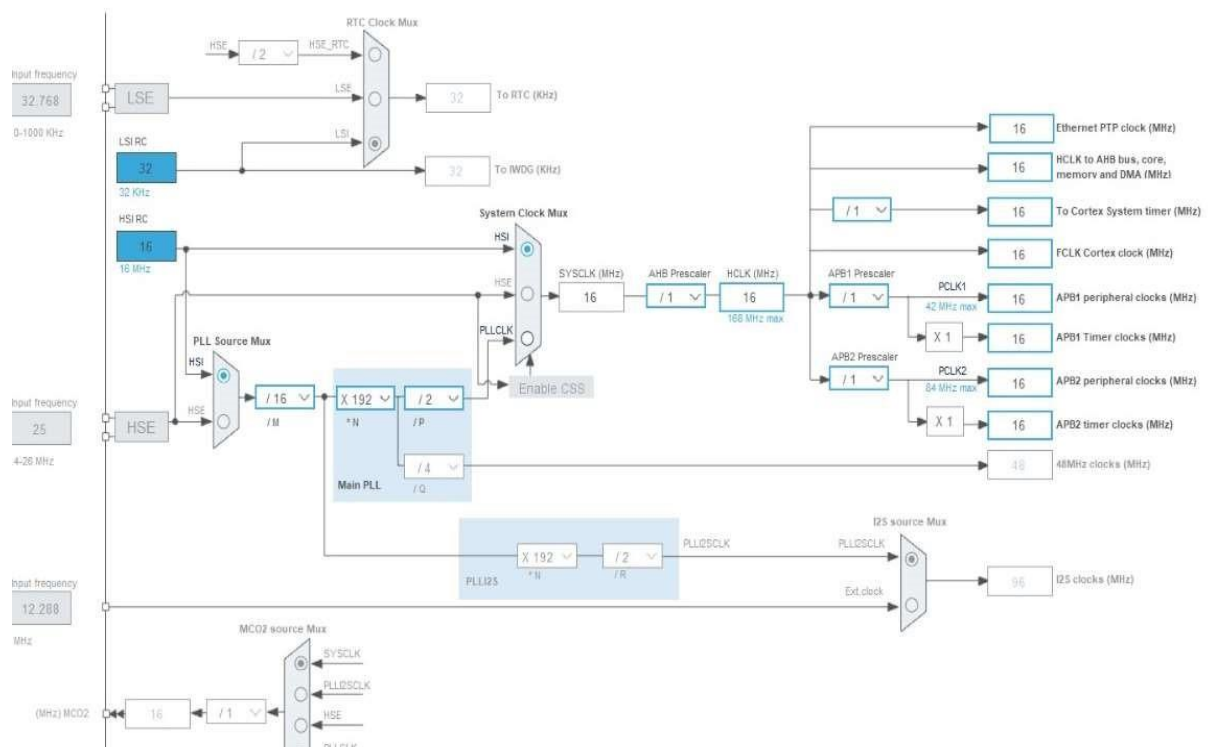 RTC Clock Mux
HSE
/ 2
HSE_RTC
Input frequency
32.768
LSE
LSE
32
To RTC (KHz)
0-1000 KHz
LSI RC
LSI
32
32 KHz
32
To IWDG (KHz)
HSI RC
16
16 MHz
System Clock Mux
HSI
HSE
PLLCLK
SYSCLK (MHz)
16
AHB Prescaler
/ 1
HCLK (MHz)
16
168 MHz max
16
Ethernet PTP clock (MHz)
16
HCLK to AHB bus, core,
memory and DMA (MHz)
/ 1
16
To Cortex System timer (MHz)
16
FCLK Cortex clock (MHz)
APB1 Prescaler
/ 1
PCLK1
42 MHz max
16
APB1 peripheral clocks (MHz)
X 1
16
APB1 Timer clocks (MHz)
APB2 Prescaler
/ 1
PCLK2
84 MHz max
16
APB2 peripheral clocks (MHz)
X 1
16
APB2 timer clocks (MHz)
PLL Source Mux
HSI
HSE
Enable CSS
/ 16
/ M
X 192
* N
/ 2
/ P
Input frequency
25
HSE
4-26 MHz
/ 4
/ Q
Main PLL
48
48MHz clocks (MHz)
I2S source Mux
X 192
* N
/ 2
/ R
PLLI2S
PLLI2SCLK
PLLI2SCLK
Ext.clock
96
I2S clocks (MHz)
Input frequency
12.288
MHz
MCO2 source Mux
SYSCLK
PLLI2SCLK
HSE
PLLCLK
(MHz) MCO2
16
/ 1